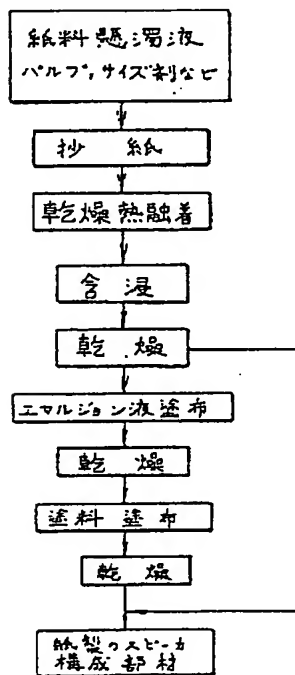 紙料懸濁液
パルプ,サイズ剤など
抄紙
乾燥熱融着
含浸
乾燥
エマルジョン液塗布
乾燥
塗料塗布
乾燥
紙製のスピーカ
構成部材